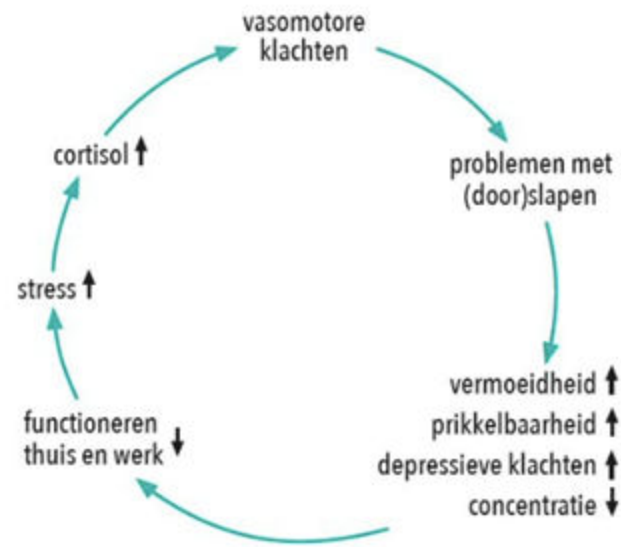 vasomotore
klachten
problemen met
(door)slapen
vermoeidheid ↑
prikkelbaarheid ↑
depressieve klachten ↑
concentratie ↓
functioneren
thuis en werk ↓
stress ↑
cortisol ↑